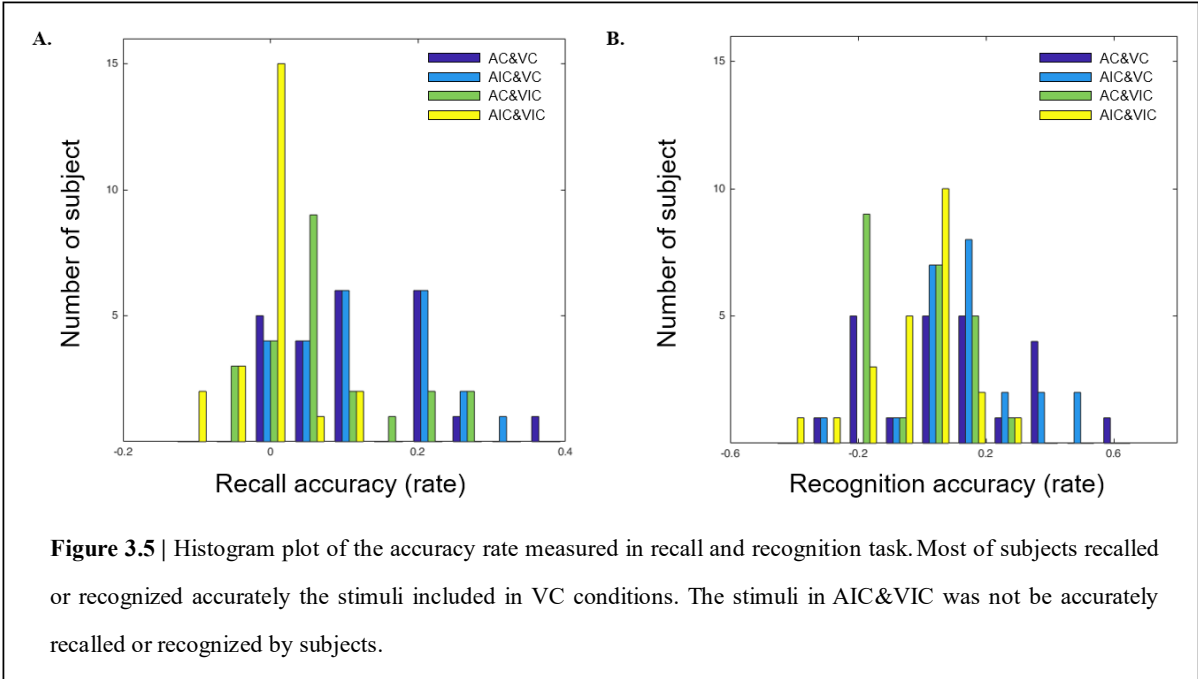 A.
B.
15
10
5
-0.2
0
0.2
0.4
Number of subject
Recall accuracy (rate)
AC&VC
AIC&VC
AC&VIC
AIC&VIC
15
10
5
-0.6
-0.2
0.2
0.6
Number of subject
Recognition accuracy (rate)
AC&VC
AIC&VC
AC&VIC
AIC&VIC
Figure 3.5 | Histogram plot of the accuracy rate measured in recall and recognition task. Most of subjects recalled
or recognized accurately the stimuli included in VC conditions. The stimuli in AIC&VIC was not be accurately
recalled or recognized by subjects.